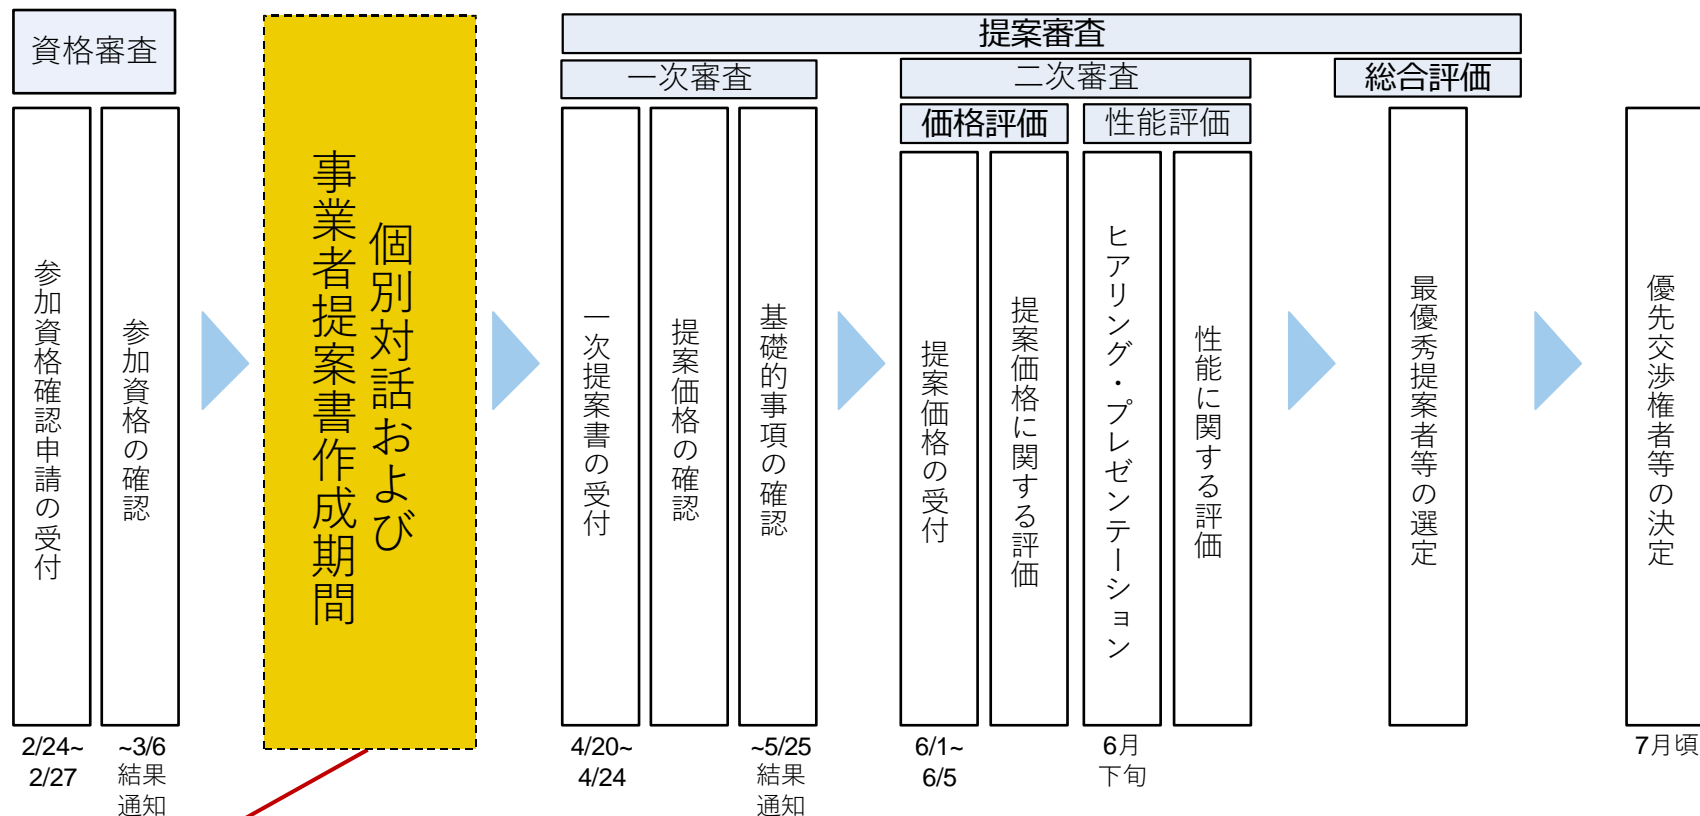 資格審査
参加資格確認申請の受付
参加資格の確認
2/24~
2/27
~3/6
結果
通知
個別対話および
事業者提案書作成期間
提案審査
一次審査
一次提案書の受付
提案価格の確認
基礎的事項の確認
4/20~
4/24
~5/25
結果
通知
二次審査
価格評価
提案価格の受付
提案価格に関する評価
6/1~
6/5
性能評価
ヒアリング・プレゼンテーション
性能に関する評価
6月
下旬
総合評価
最優秀提案者等の選定
優先交渉権者等の決定
7月頃